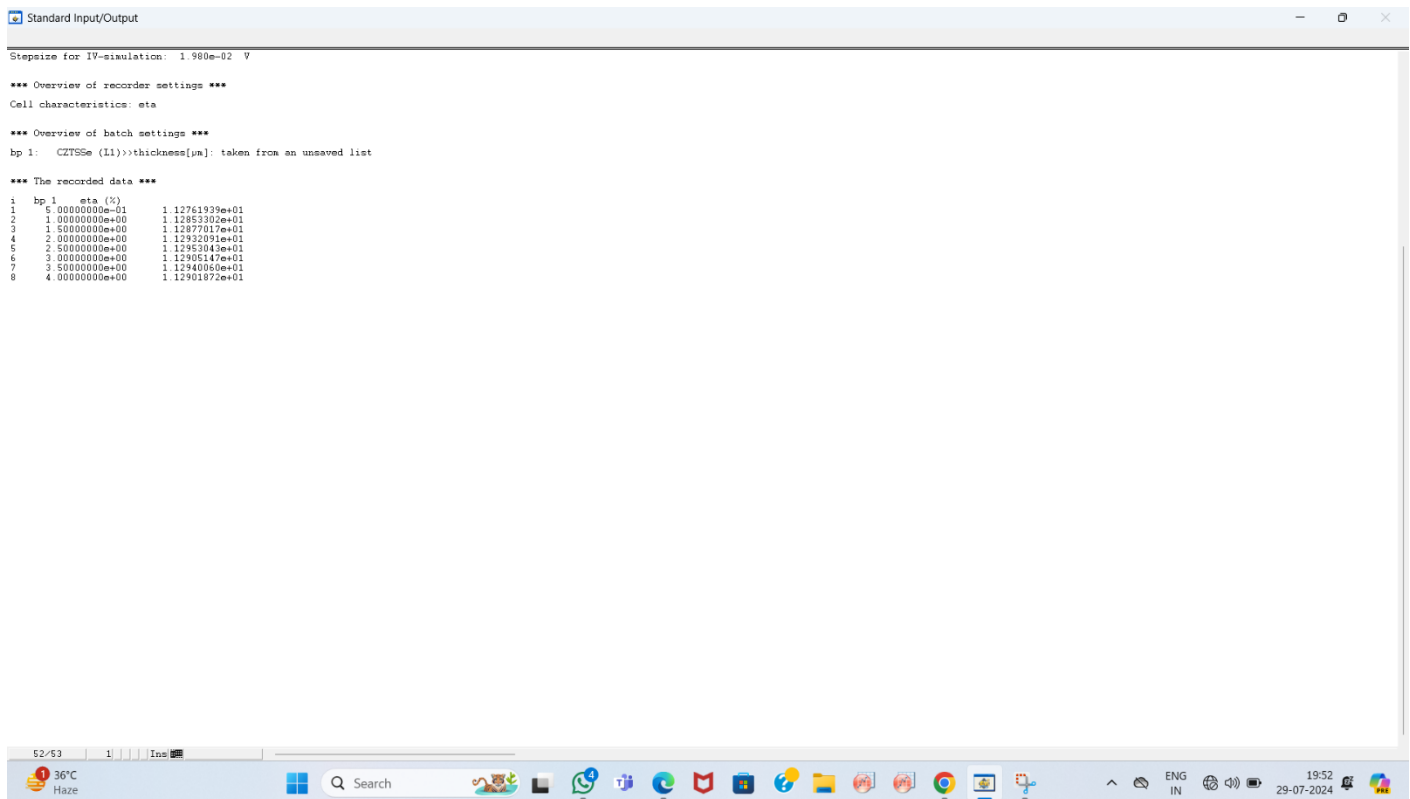 Standard Input/Output
Stepsize for IV-simulation: 1.980e-02 V
*** Overview of recorder settings ***
Cell characteristics: eta
*** Overview of batch settings ***
bp 1: CZTSSe (L1)>>thickness[µm]: taken from an unsaved list
*** The recorded data ***
i bp 1 eta (%)
1 5.00000000e-01 1.12761939e+01
2 1.00000000e+00 1.12853302e+01
3 1.50000000e+00 1.12877017e+01
4 2.00000000e+00 1.12932091e+01
5 2.50000000e+00 1.12953043e+01
6 3.00000000e+00 1.12905147e+01
7 3.50000000e+00 1.12940060e+01
8 4.00000000e+00 1.12901872e+01
52/53 1 Ins
1
36°C
Haze
Search
4
ENG
IN
19:52
29-07-2024
PRE